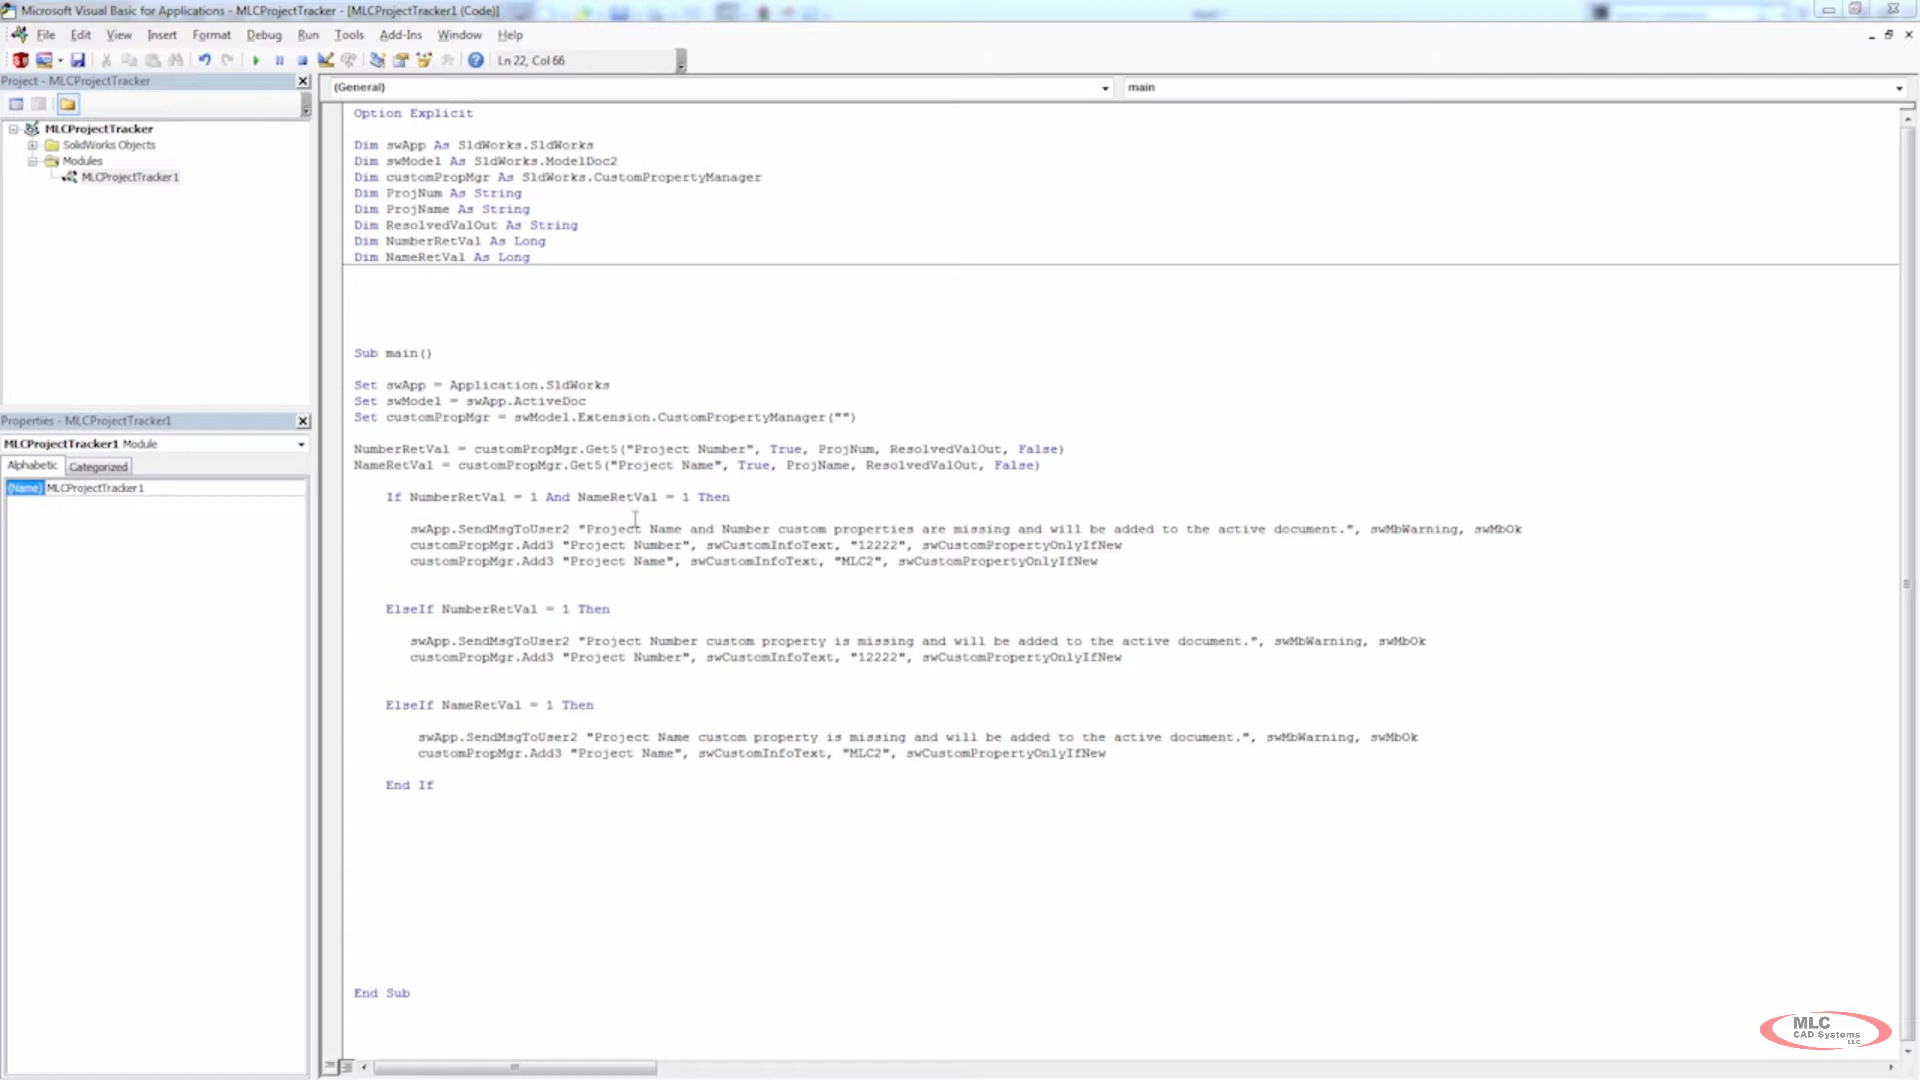 Microsoft Visual Basic for Applications - MLCProjectTracker - [MLCProjectTracker1 (Code)]
File Edit View Insert Format Debug Run Tools Add-Ins Window Help
Ln 22, Col 66
Project - MLCProjectTracker
(General)
main
MLCProjectTracker
SolidWorks Objects
Modules
MLCProjectTracker1
Properties - MLCProjectTracker1
MLCProjectTracker1 Module
Alphabetic Categorized
(Name) MLCProjectTracker1
Option Explicit
Dim swApp As SldWorks.SldWorks
Dim swModel As SldWorks.ModelDoc2
Dim customPropMgr As SldWorks.CustomPropertyManager
Dim ProjNum As String
Dim ProjName As String
Dim ResolvedValOut As String
Dim NumberRetVal As Long
Dim NameRetVal As Long
Sub main()
Set swApp = Application.SldWorks
Set swModel = swApp.ActiveDoc
Set customPropMgr = swModel.Extension.CustomPropertyManager("")
NumberRetVal = customPropMgr.Get5("Project Number", True, ProjNum, ResolvedValOut, False)
NameRetVal = customPropMgr.Get5("Project Name", True, ProjName, ResolvedValOut, False)
If NumberRetVal = 1 And NameRetVal = 1 Then
swApp.SendMsgToUser2 "Project Name and Number custom properties are missing and will be added to the active document.", swMbWarning, swMbOk
customPropMgr.Add3 "Project Number", swCustomInfoText, "12222", swCustomPropertyOnlyIfNew
customPropMgr.Add3 "Project Name", swCustomInfoText, "MLC2", swCustomPropertyOnlyIfNew
ElseIf NumberRetVal = 1 Then
swApp.SendMsgToUser2 "Project Number custom property is missing and will be added to the active document.", swMbWarning, swMbOk
customPropMgr.Add3 "Project Number", swCustomInfoText, "12222", swCustomPropertyOnlyIfNew
ElseIf NameRetVal = 1 Then
swApp.SendMsgToUser2 "Project Name custom property is missing and will be added to the active document.", swMbWarning, swMbOk
customPropMgr.Add3 "Project Name", swCustomInfoText, "MLC2", swCustomPropertyOnlyIfNew
End If
End Sub
MLC
CAD Systems
LLC